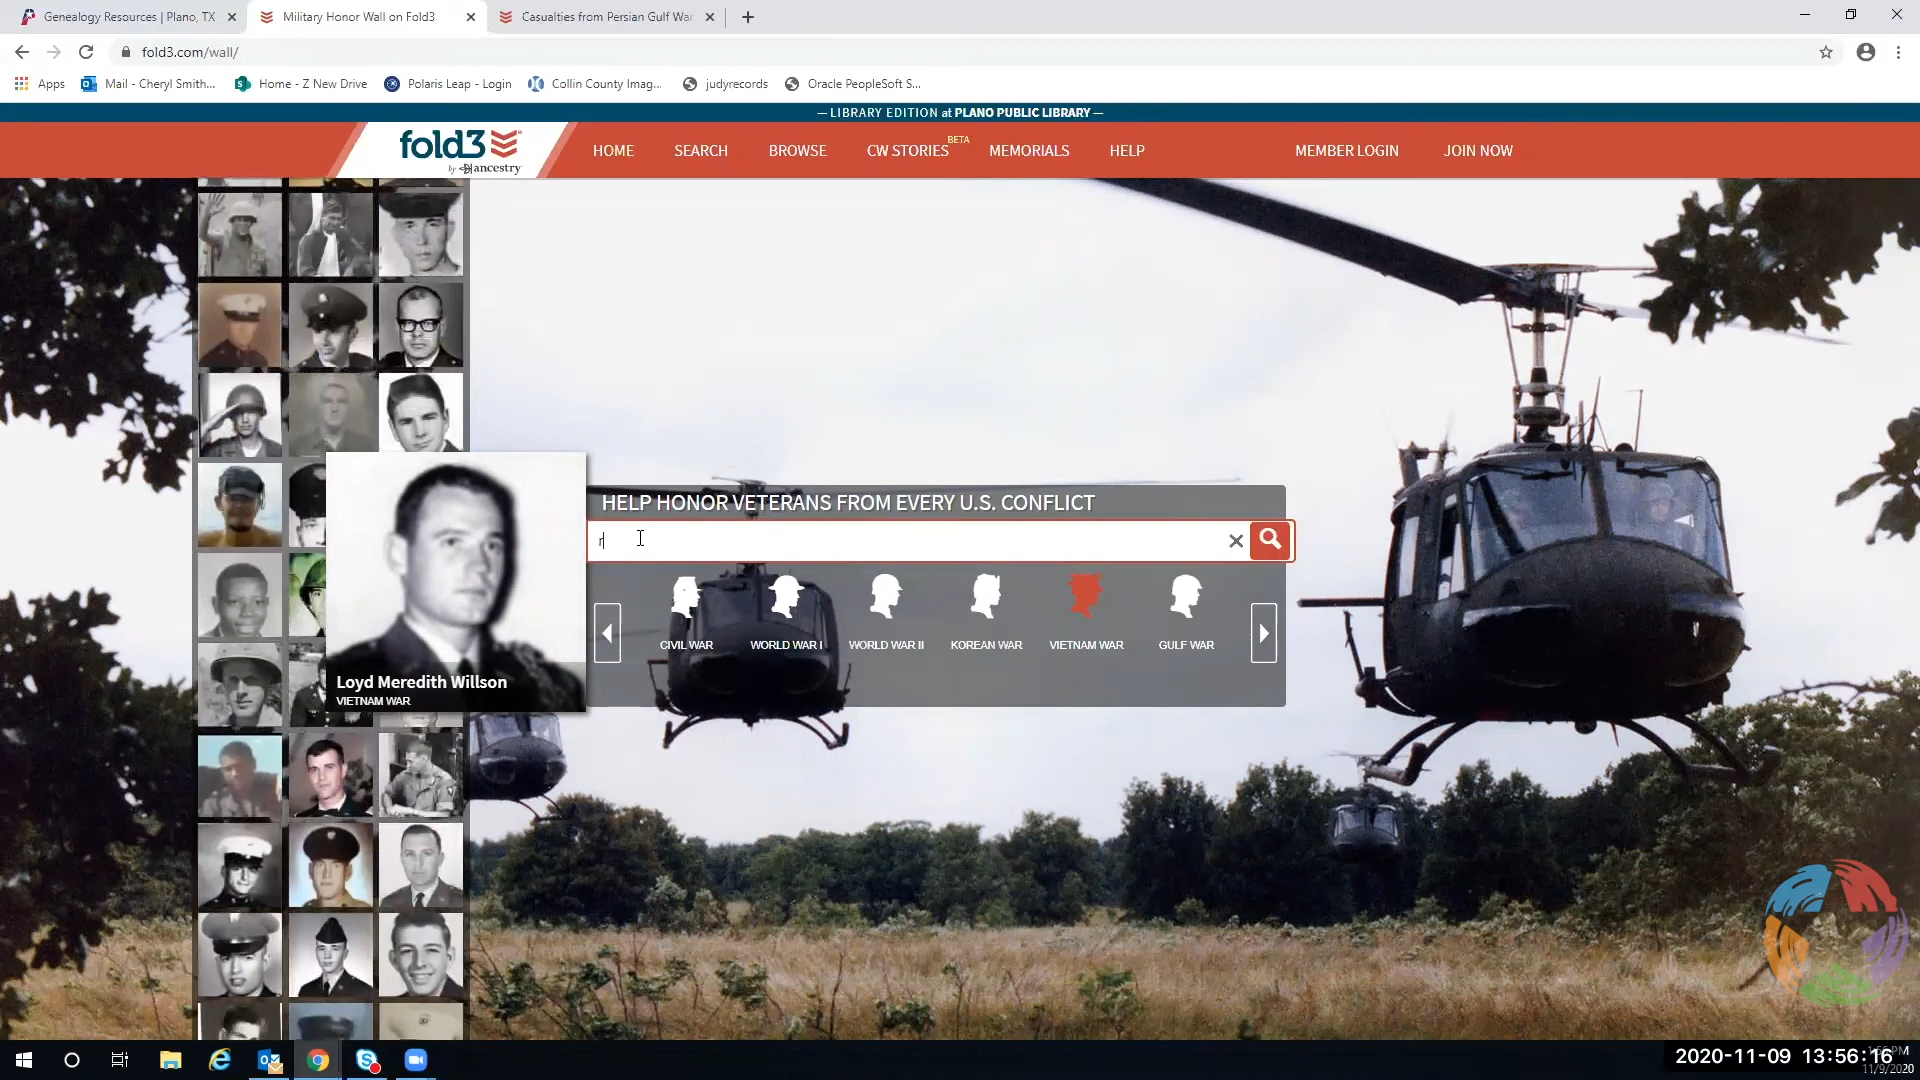 Genealogy Resources | Plano, TX
Military Honor Wall on Fold3
Casualties from Persian Gulf War
fold3.com/wall/
Apps
Mail - Cheryl Smith...
Home - Z New Drive
Polaris Leap - Login
Collin County Imag...
judyrecords
Oracle PeopleSoft S...
— LIBRARY EDITION at PLANO PUBLIC LIBRARY —
fold3
by ancestry
HOME
SEARCH
BROWSE
CW STORIES BETA
MEMORIALS
HELP
MEMBER LOGIN
JOIN NOW
HELP HONOR VETERANS FROM EVERY U.S. CONFLICT
r
CIVIL WAR
WORLD WAR I
WORLD WAR II
KOREAN WAR
VIETNAM WAR
GULF WAR
Loyd Meredith Willson
VIETNAM WAR
2020-11-09 13:56:16
11/9/2020